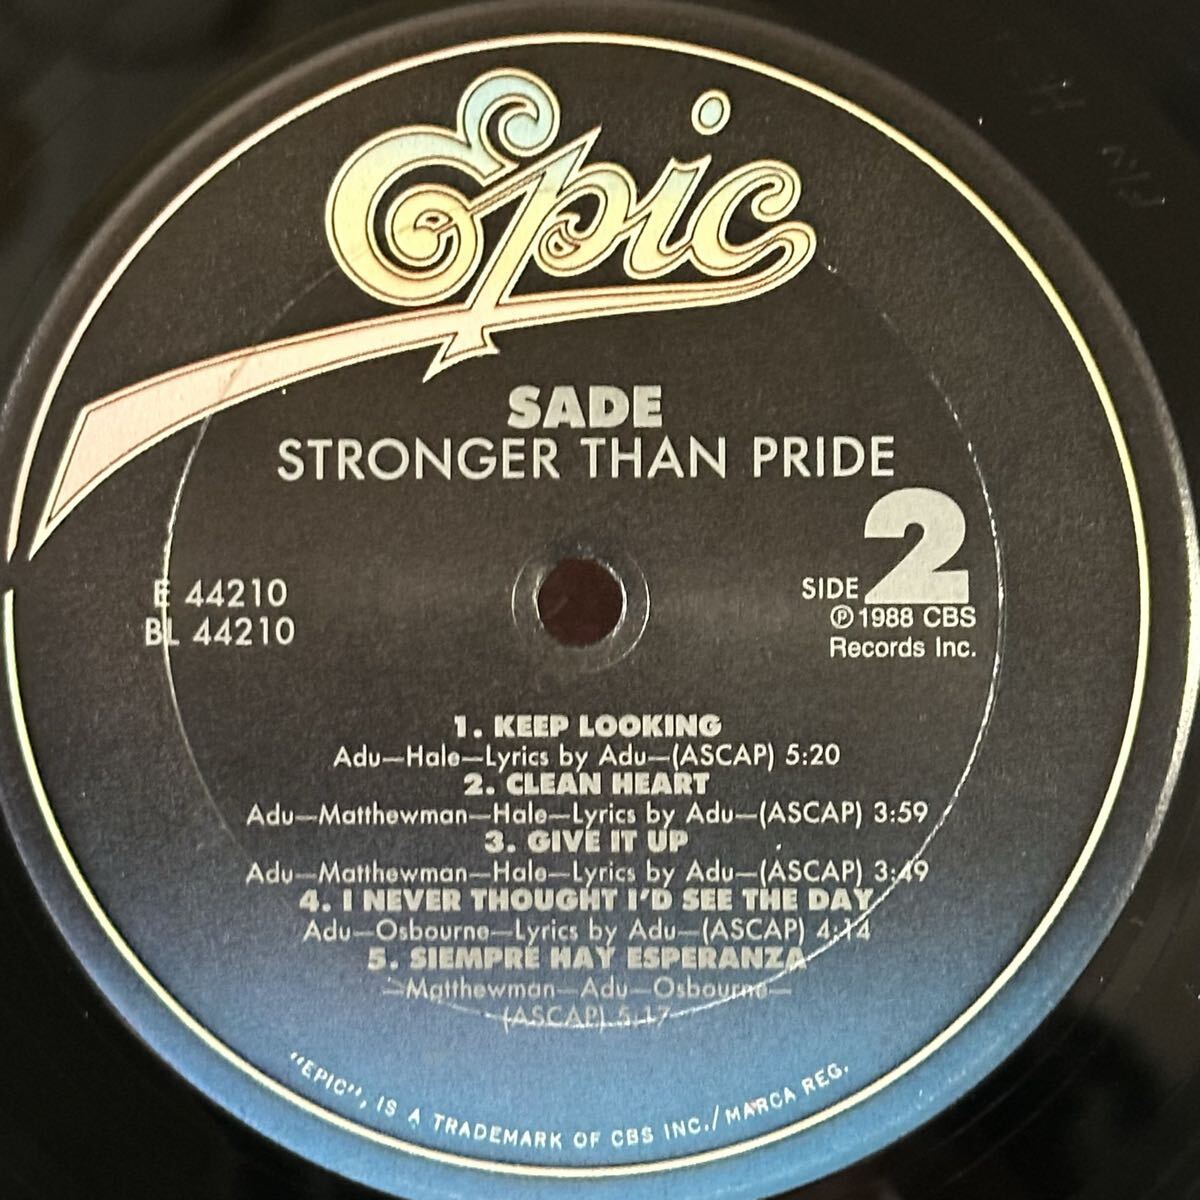 Epic
SADE
STRONGER THAN PRIDE
E 44210
BL 44210
SIDE 2
℗ 1988 CBS
Records Inc.
1. KEEP LOOKING
Adu—Hale—Lyrics by Adu—(ASCAP) 5:20
2. CLEAN HEART
Adu—Matthewman—Hale—Lyrics by Adu—(ASCAP) 3:59
3. GIVE IT UP
Adu—Matthewman—Hale—Lyrics by Adu—(ASCAP) 3:49
4. I NEVER THOUGHT I'D SEE THE DAY
Adu—Osbourne—Lyrics by Adu—(ASCAP) 4:14
5. SIEMPRE HAY ESPERANZA
—Matthewman—Adu—Osbourne—
(ASCAP) 5:17
"EPIC", IS A TRADEMARK OF CBS INC./MARCA REG.